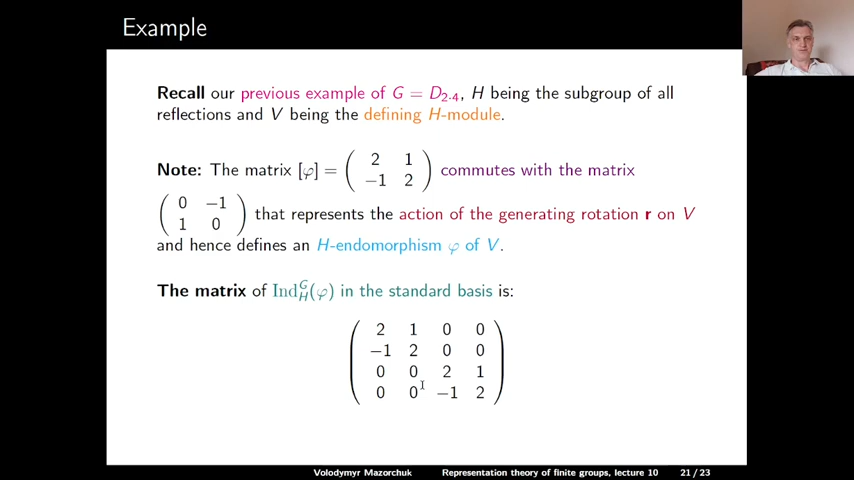 Example
Recall our previous example of G = D₂.₄, H being the subgroup of all
reflections and V being the defining H-module.
Note: The matrix [φ] = ( 2 1 ; −1 2 ) commutes with the matrix
( 0 −1 ; 1 0 ) that represents the action of the generating rotation r on V
and hence defines an H-endomorphism φ of V.
The matrix of Ind_H^G(φ) in the standard basis is:
2 1 0 0
−1 2 0 0
0 0 2 1
0 0 −1 2
Volodymyr Mazorchuk Representation theory of finite groups, lecture 10 21 / 23